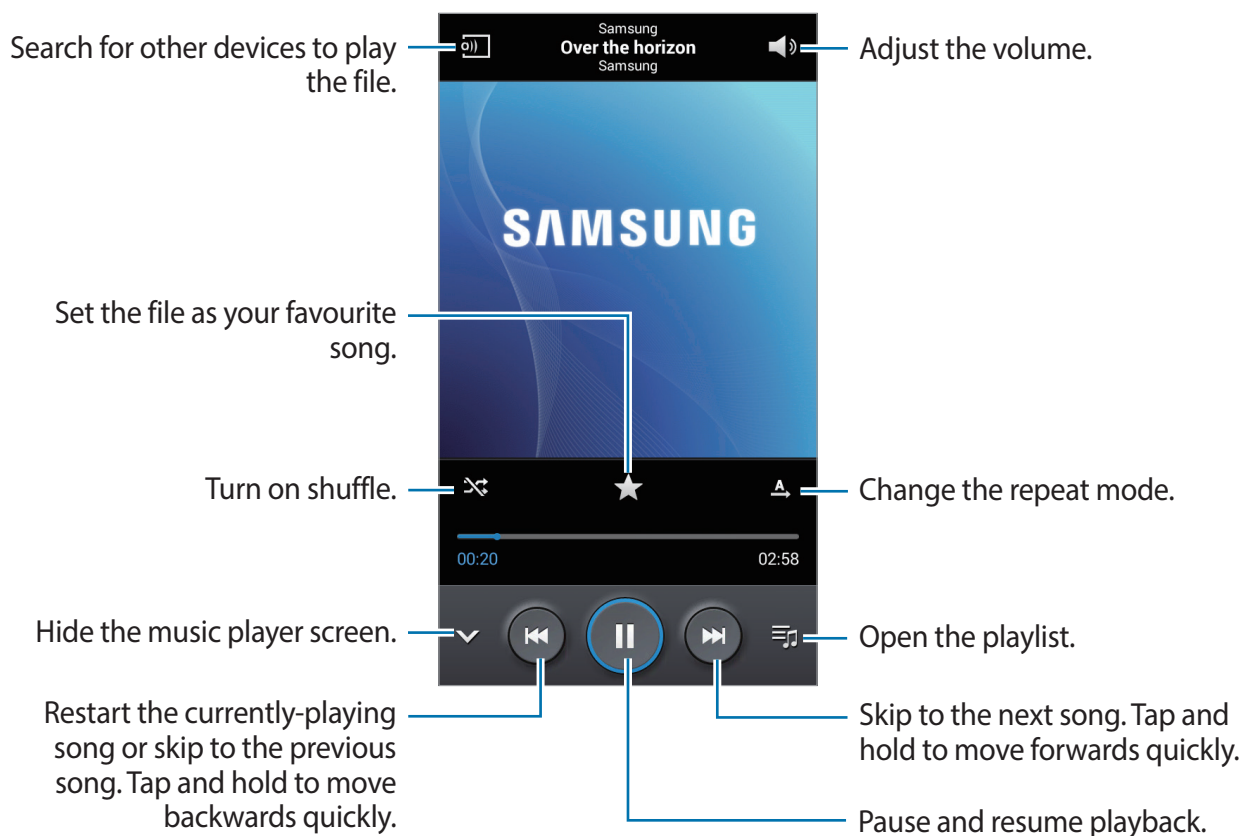 Samsung
Search for other devices to play
the file.
Over the horizon
Samsung
Adjust the volume.
SAMSUNG
Set the file as your favourite
song.
Turn on shuffle.
A
Change the repeat mode.
00:20
02:58
Hide the music player screen.
Open the playlist.
Restart the currently-playing
song or skip to the previous
song. Tap and hold to move
backwards quickly.
Skip to the next song. Tap and
hold to move forwards quickly.
Pause and resume playback.